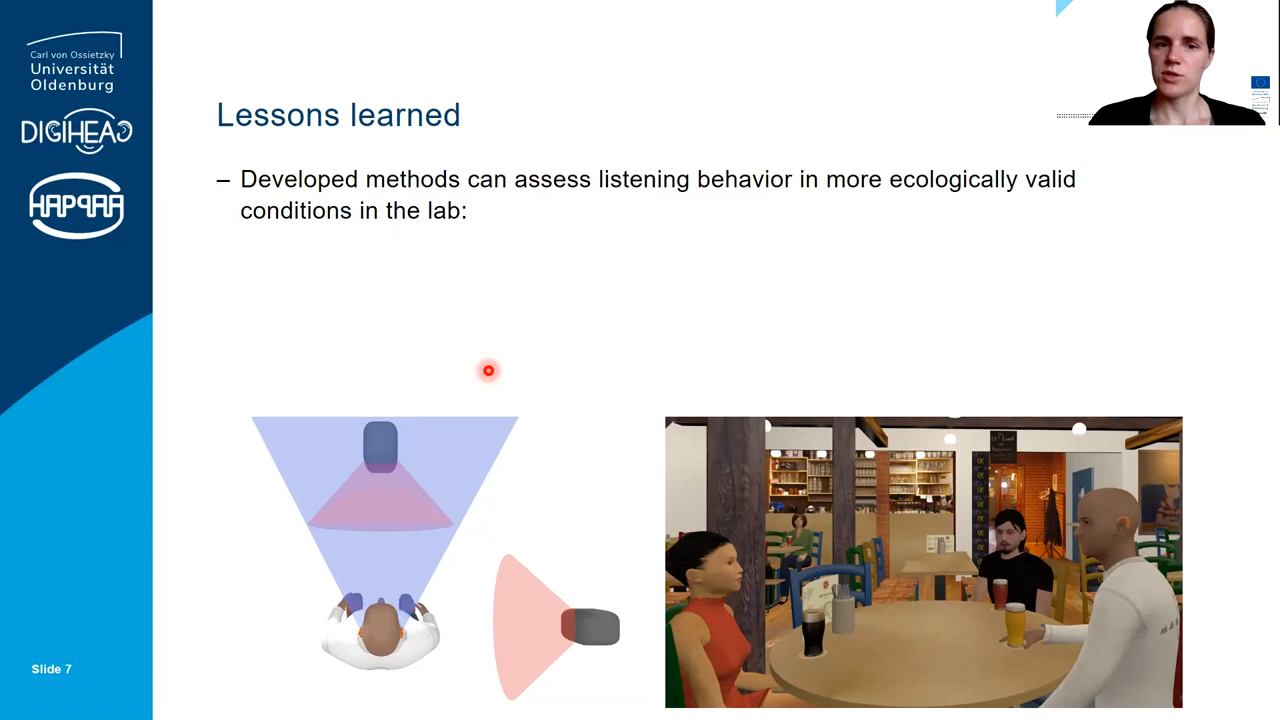 Carl von Ossietzky
Universität
Oldenburg
DIGIHEAD
HAPPAA
Lessons learned
– Developed methods can assess listening behavior in more ecologically valid
conditions in the lab:
Slide 7